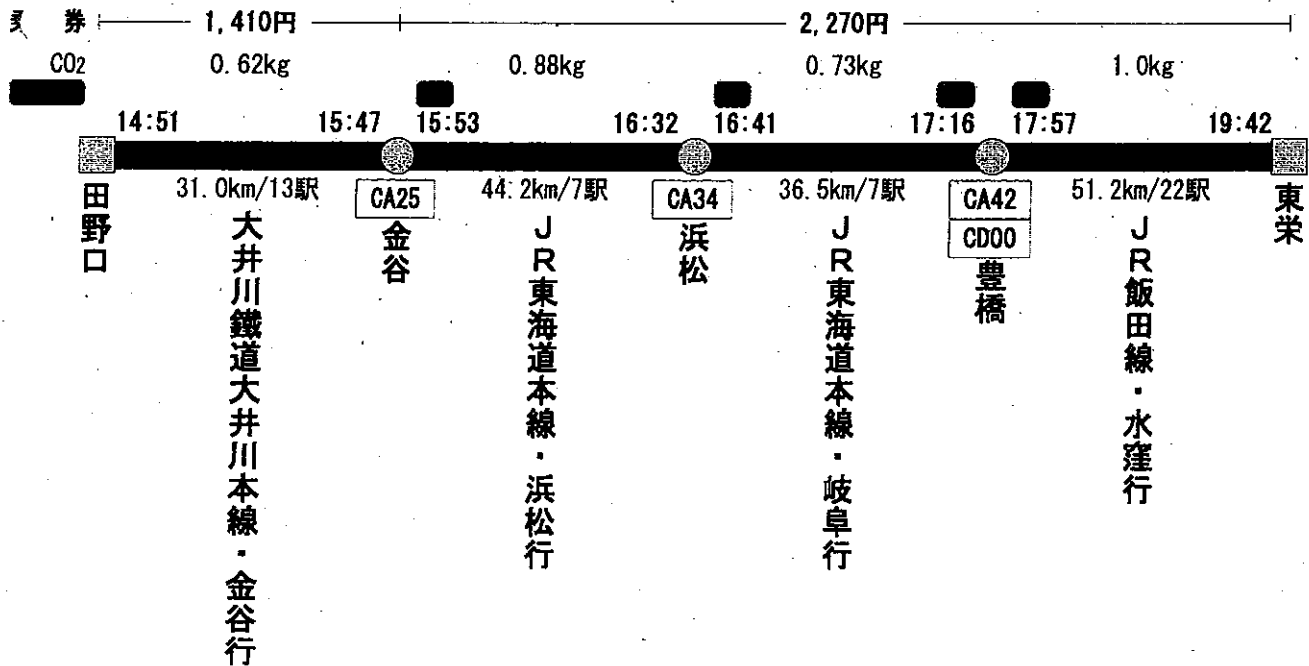 券 1,410円 2,270円
CO2 0.62kg 0.88kg 0.73kg 1.0kg
14:51 15:47 15:53 16:32 16:41 17:16 17:57 19:42
31.0km/13駅 44.2km/7駅 36.5km/7駅 51.2km/22駅
CA25 CA34 CA42
CD00
田野口
大井川鐵道大井川本線・金谷行
金谷
JR東海道本線・浜松行
浜松
JR東海道本線・岐阜行
豊橋
JR飯田線・水窪行
東栄